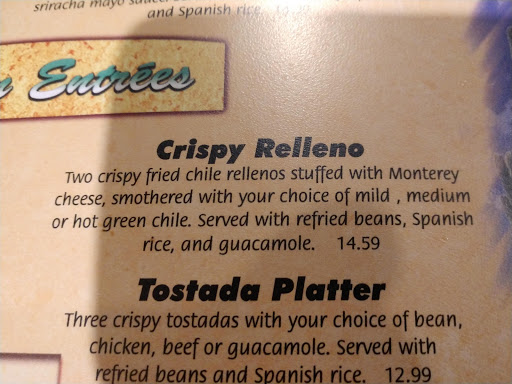 sriracha mayo sauce.
and Spanish rice
Entrées
Crispy Relleno
Two crispy fried chile rellenos stuffed with Monterey
cheese, smothered with your choice of mild , medium
or hot green chile. Served with refried beans, Spanish
rice, and guacamole. 14.59
Tostada Platter
Three crispy tostadas with your choice of bean,
chicken, beef or guacamole. Served with
refried beans and Spanish rice. 12.99